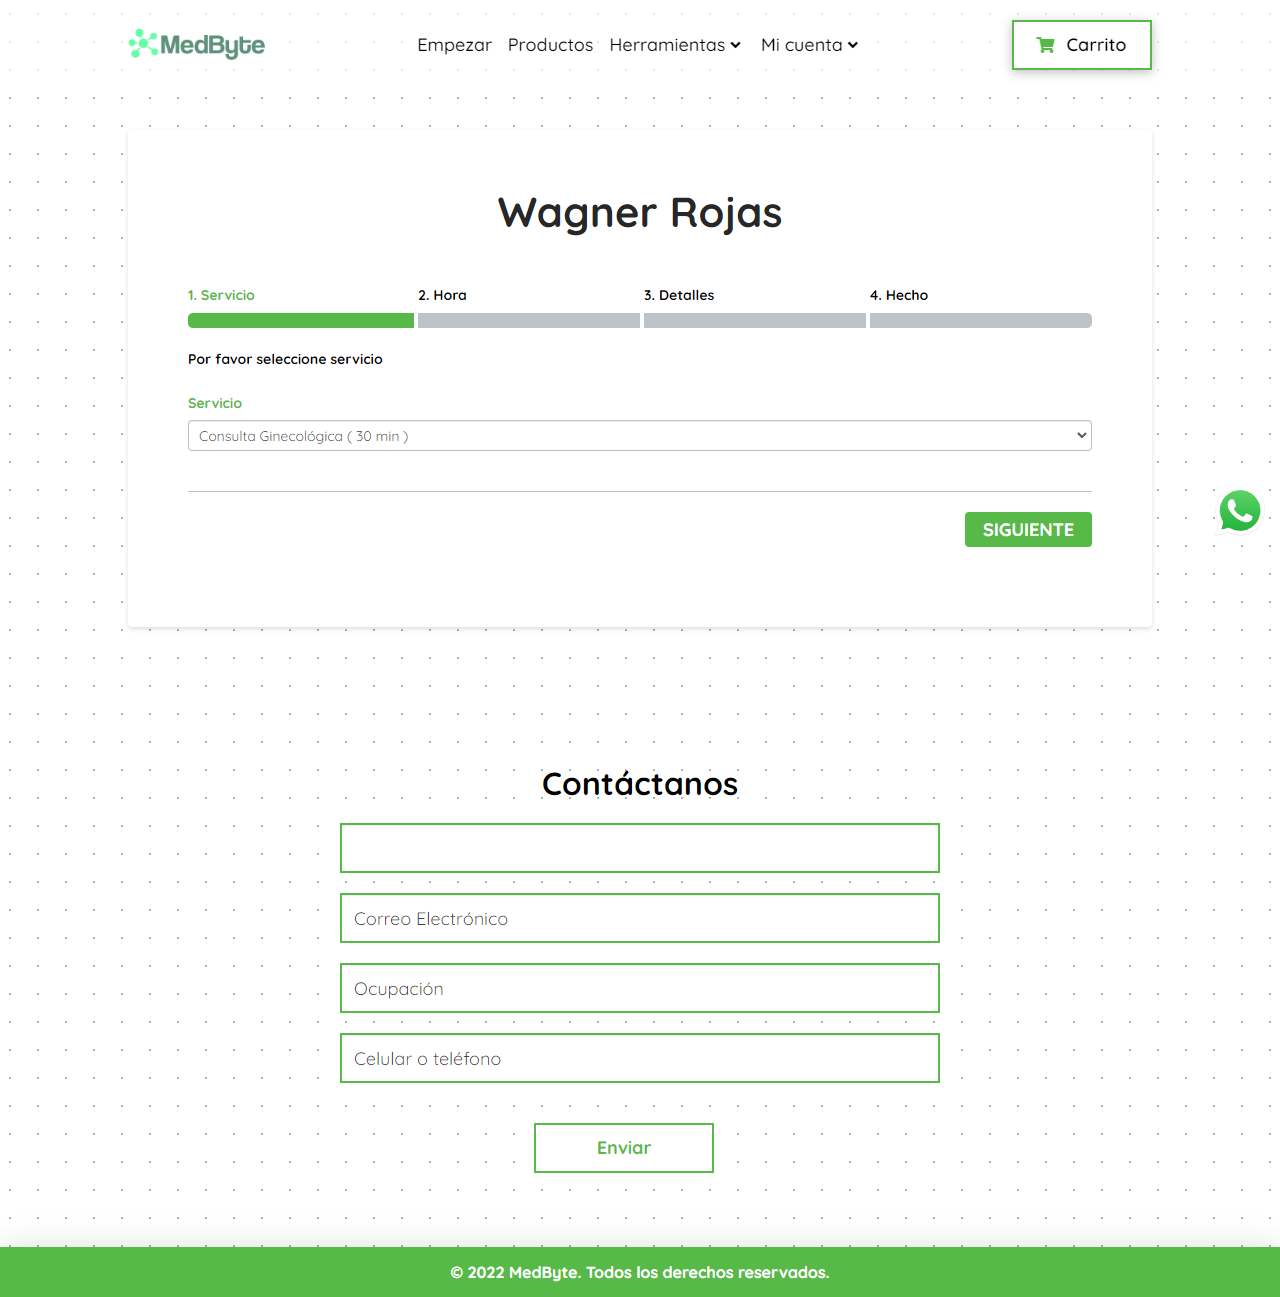 MedByte
Empezar Productos Herramientas Mi cuenta
Carrito
Wagner Rojas
1. Servicio 2. Hora 3. Detalles 4. Hecho
Por favor seleccione servicio
Servicio
Consulta Ginecológica ( 30 min )
SIGUIENTE
Contáctanos
Correo Electrónico
Ocupación
Celular o teléfono
Enviar
© 2022 MedByte. Todos los derechos reservados.